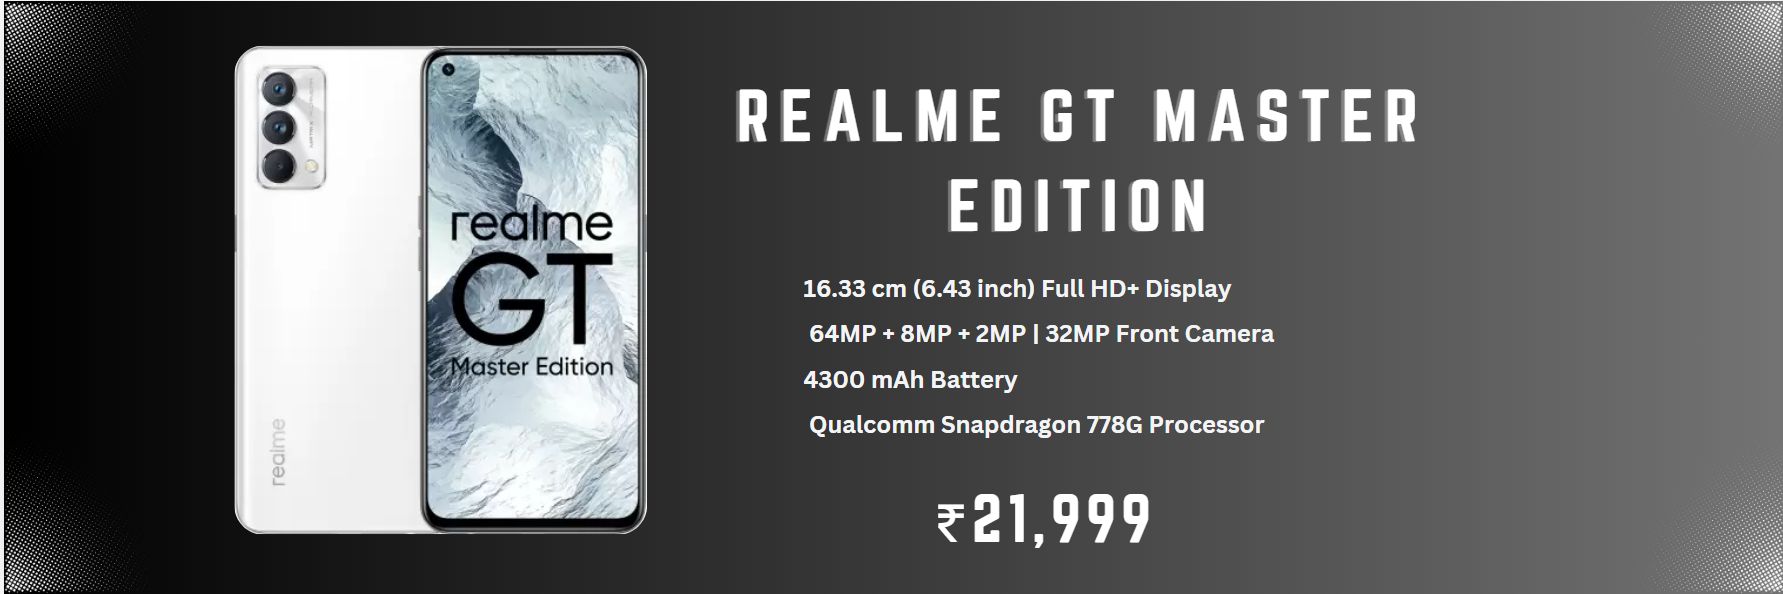 REALME GT MASTER
EDITION
16.33 cm (6.43 inch) Full HD+ Display
64MP + 8MP + 2MP | 32MP Front Camera
4300 mAh Battery
Qualcomm Snapdragon 778G Processor
₹21,999
realme
GT
Master Edition
realme